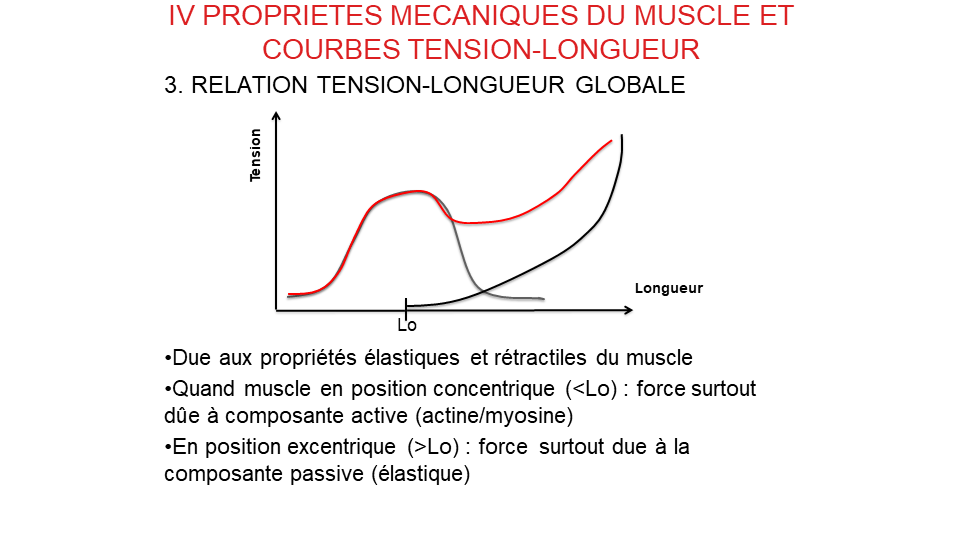 IV PROPRIETES MECANIQUES DU MUSCLE ET
COURBES TENSION-LONGUEUR
3. RELATION TENSION-LONGUEUR GLOBALE
Tension
Longueur
Lo
•Due aux propriétés élastiques et rétractiles du muscle
•Quand muscle en position concentrique (<Lo) : force surtout
dûe à composante active (actine/myosine)
•En position excentrique (>Lo) : force surtout due à la
composante passive (élastique)